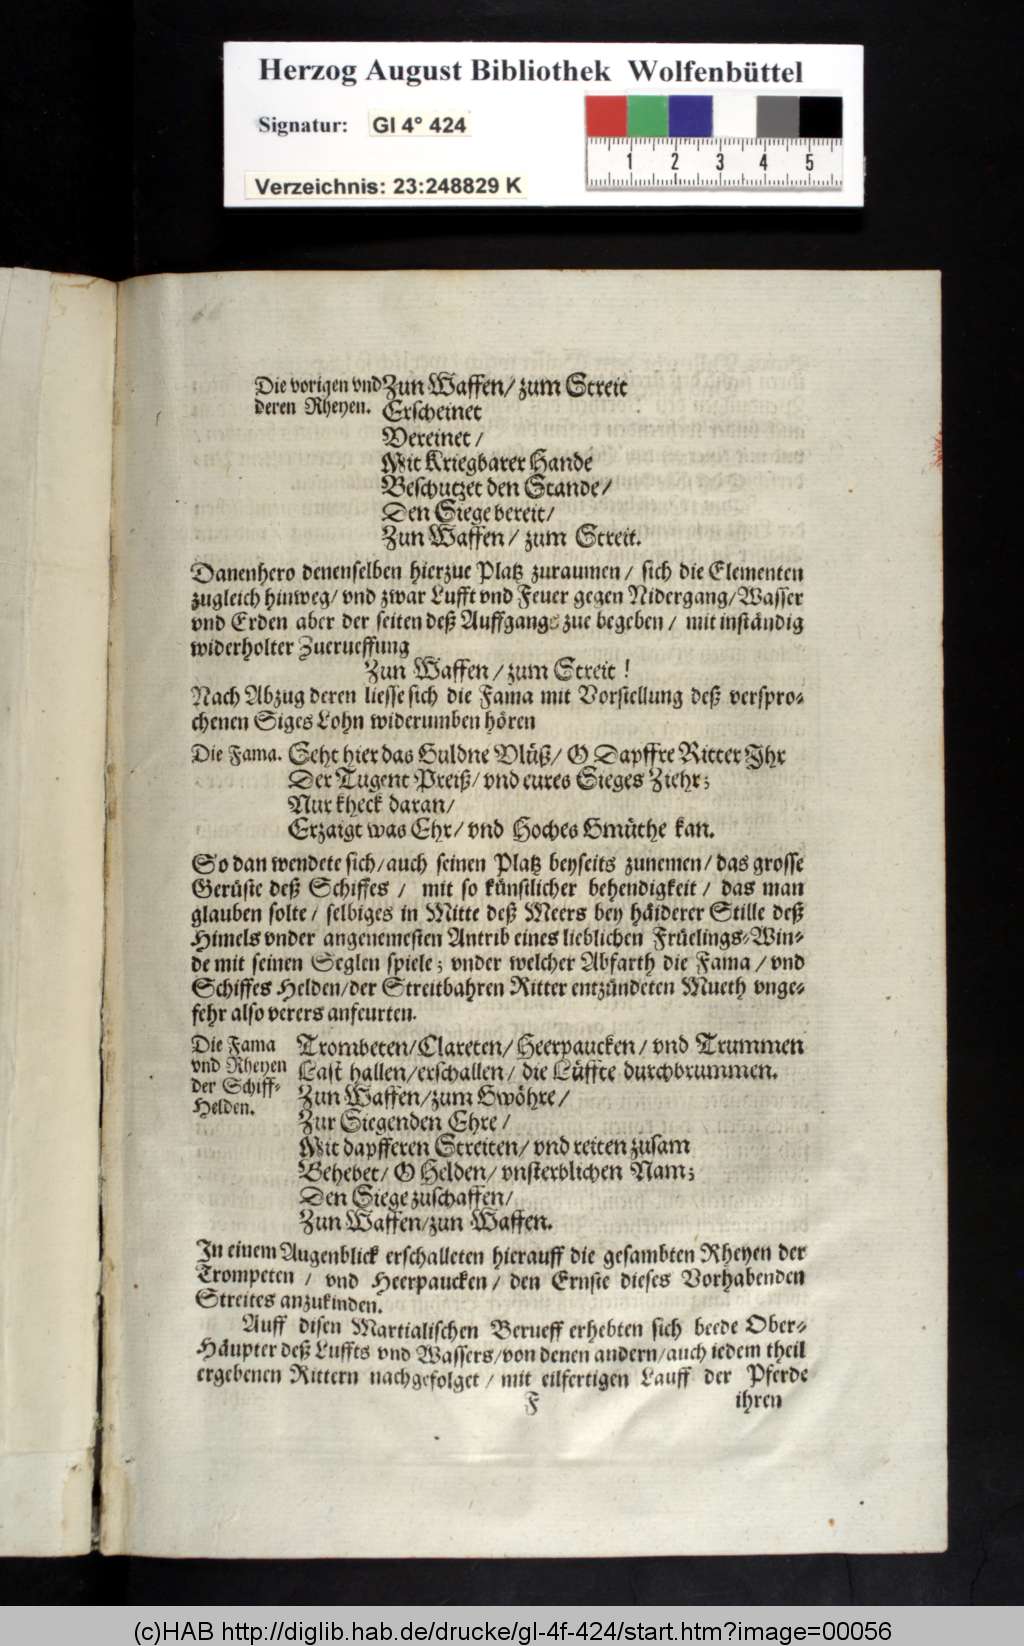 Herzog August Bibliothek Wolfenbüttel
Signatur: Gl 4° 424
1 2 3 4 5
Verzeichnis: 23:248829 K
Die vorigen vnd Zun Waffen/ zum Streit
deren Rheyen. Erscheinet
Vereinet /
Mit Kriegbarer Hande
Beschutzet den Stande/
Den Siege bereit/
Zun Waffen/ zum Streit.
Danenhero denenselben hierzue Platz zuraumen/ sich die Elementen
zugleich hinweg/ vnd zwar Lufft vnd Feuer gegen Nidergang/ Wasser
vnd Erden aber der seiten deß Auffgangs zue begeben/ mit inständig
widerholter Zuerueffung
Zun Waffen / zum Streit !
Nach Abzug deren liesse sich die Fama mit Vorstellung deß verspro-
chenen Siges Lohn widerumben hören
Die Fama. Seht hier das Guldne Vlüß/ O Dapffre Ritter Ihr
Der Tugent Preiß/ vnd eures Sieges Ziehr;
Nur kheck daran/
Erzaigt was Ehr/ vnd Hoches Gmüthe kan.
So dan wendete sich/ auch seinen Platz beyseits zunemen/ das grosse
Gerüste deß Schiffes / mit so künstlicher behendigkeit / das man
glauben solte/ selbiges in Mitte deß Meers bey häiderer Stille deß
Himels vnder angenemesten Antrib eines lieblichen Früelings-Win-
de mit seinen Seglen spiele; vnder welcher Abfarth die Fama / vnd
Schiffes Helden/ der Streitbahren Ritter entzündeten Mueth vnge-
fehr also verers anfeurten.
Die Fama Trombeten/ Clareten/ Heerpaucken/ vnd Trummen
vnd Rheyen Last hallen/ erschallen/ die Lüffte durchbrummen.
der Schiff- Zun Waffen/ zum Gwöhre/
Helden. Zur Siegenden Ehre/
Mit dapfferen Streiten/ vnd reiten zusam
Behebet/ O Helden/ vnsterblichen Nam;
Den Siege zuschaffen/
Zun Waffen/ zun Waffen.
In einem Augenblick erschalleten hierauff die gesambten Rheyen der
Trompeten / vnd Heerpaucken/ den Ernste dieses Vorhabenden
Streites anzukinden.
Auff disen Martialischen Berueff erhebten sich beede Ober-
Häupter deß Luffts vnd Wassers/ von denen andern/ auch iedem theil
ergebenen Rittern nachgefolget / mit eilfertigen Lauff der Pferde
F ihren
(c)HAB http://diglib.hab.de/drucke/gl-4f-424/start.htm?image=00056